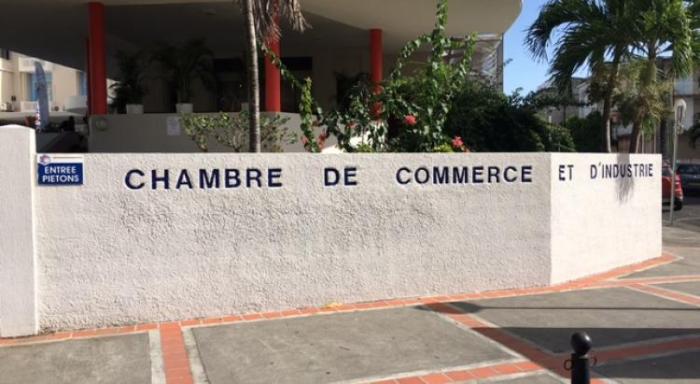 ENTREE
PIETONS
CHAMBRE DE COMMERCE ET D'INDUSTRIE